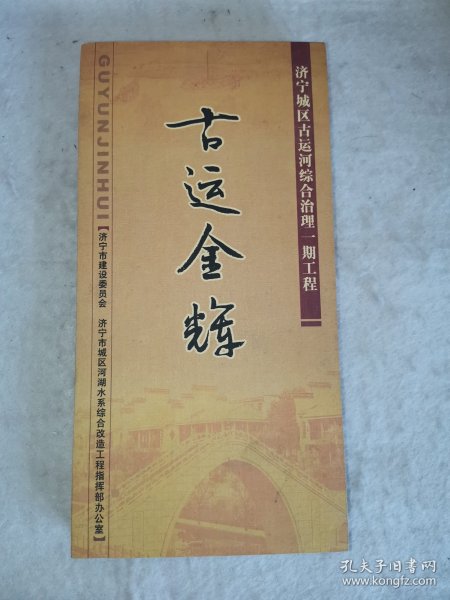 济宁城区古运河综合治理一期工程
古运金辉
GUYUNJINHUI
【济宁市建设委员会 济宁市城区河湖水系综合改造工程指挥部办公室】
孔夫子旧书网
www.kongfz.com